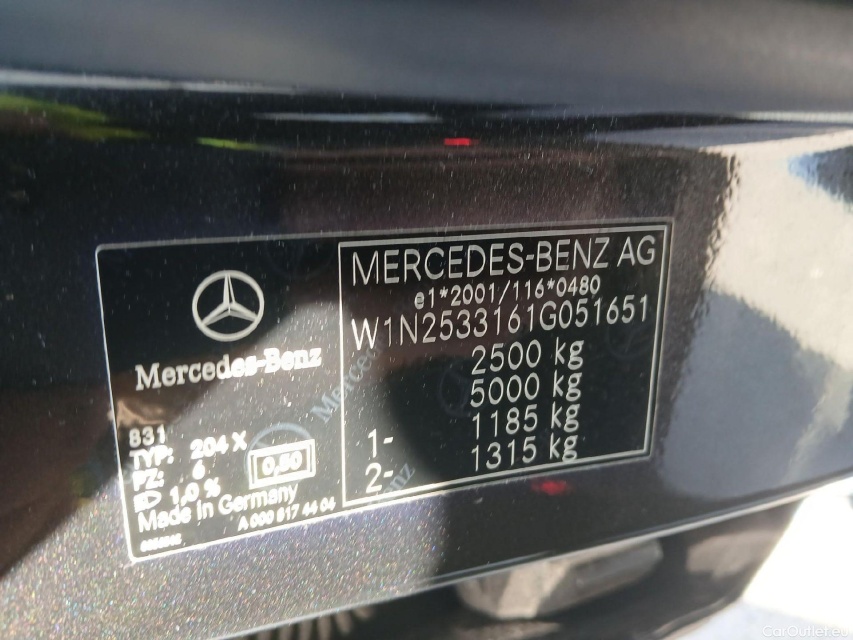 MERCEDES-BENZ AG
e1*2001/116*0480
W1N2533161G051651
2500 kg
5000 kg
1- 1185 kg
2- 1315 kg
Mercedes-Benz
831
TYP: 204 X
PZ: 6
1,0 %
0,50
Made in Germany
A 000 817 44 04
CarOutlet.eu